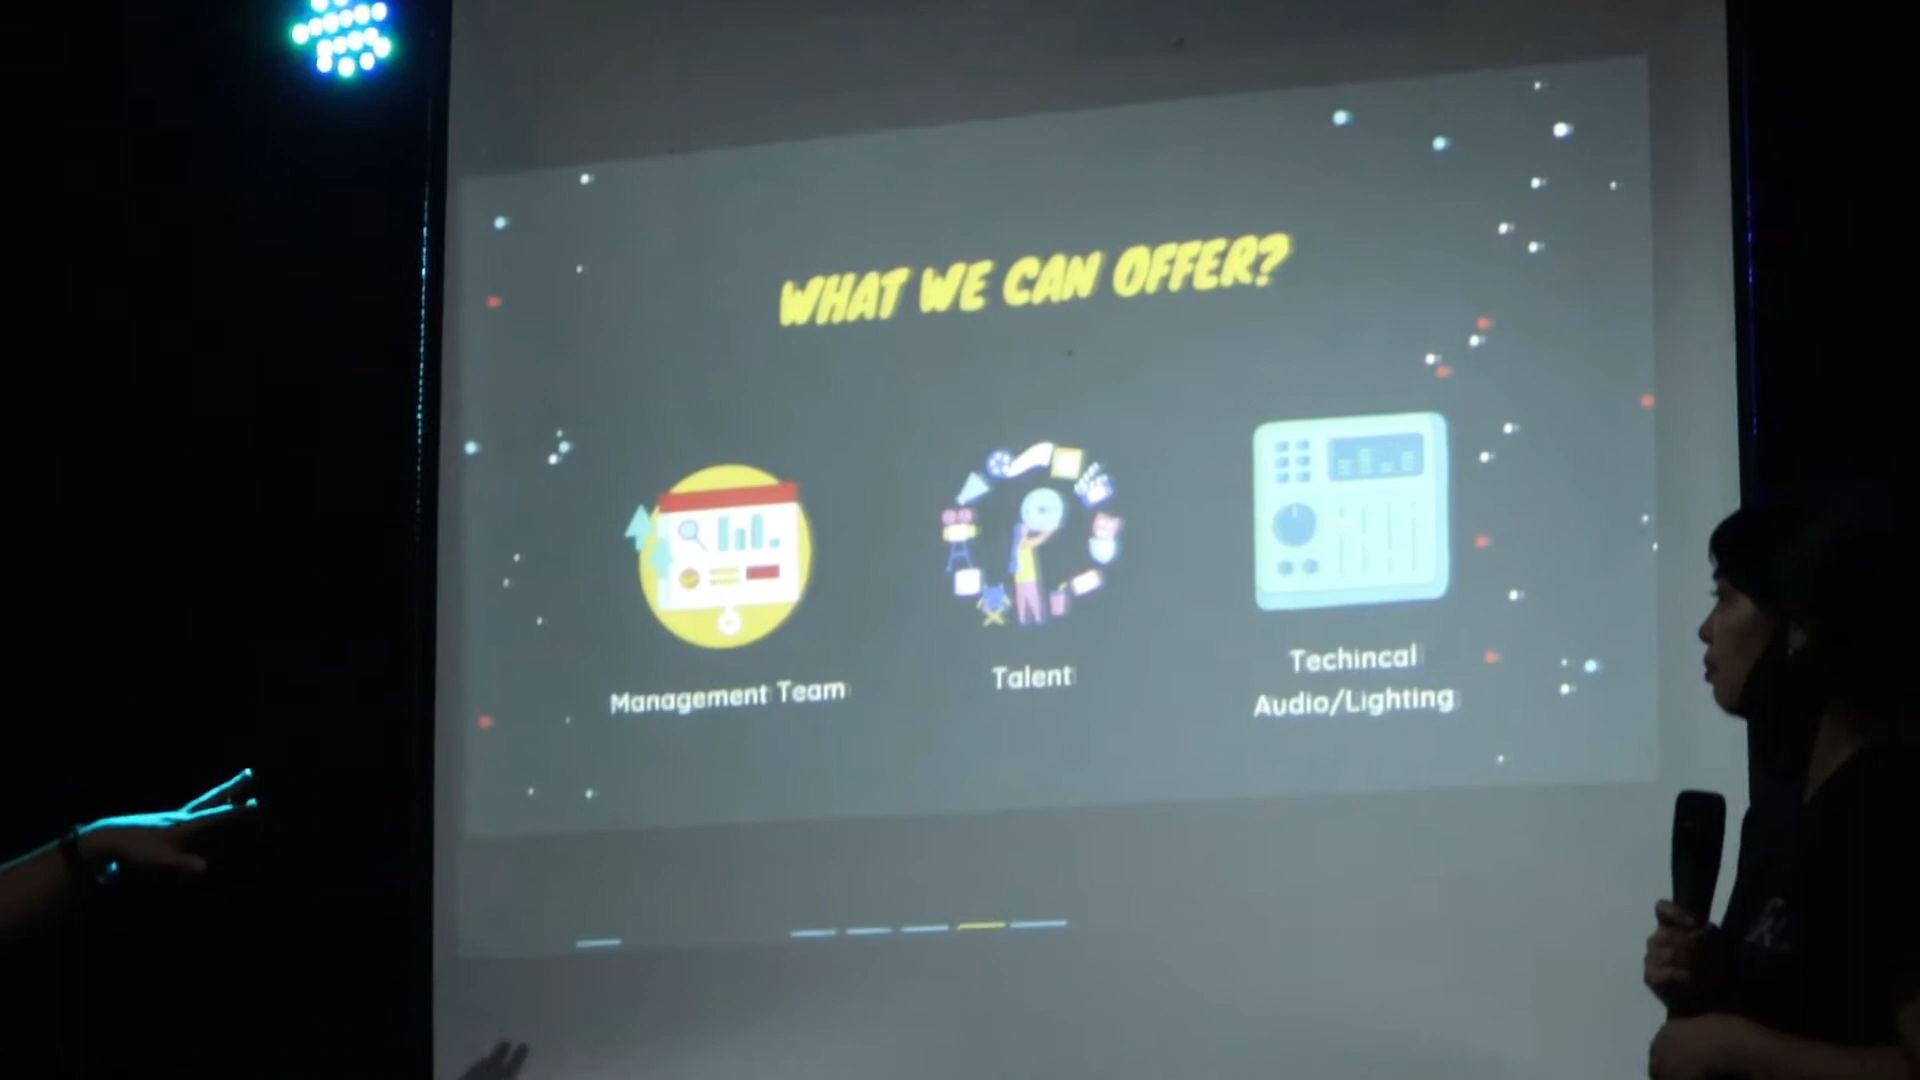 WHAT WE CAN OFFER?
Management Team
Talent
Techincal
Audio/Lighting